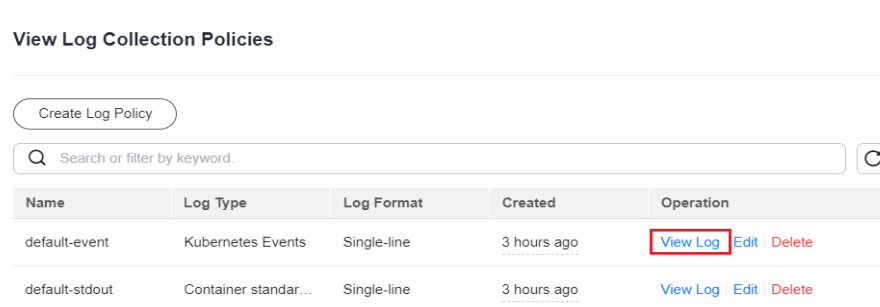 View Log Collection Policies
Create Log Policy
Search or filter by keyword.
Name Log Type Log Format Created Operation
default-event Kubernetes Events Single-line 3 hours ago View Log Edit Delete
default-stdout Container standar... Single-line 3 hours ago View Log Edit Delete